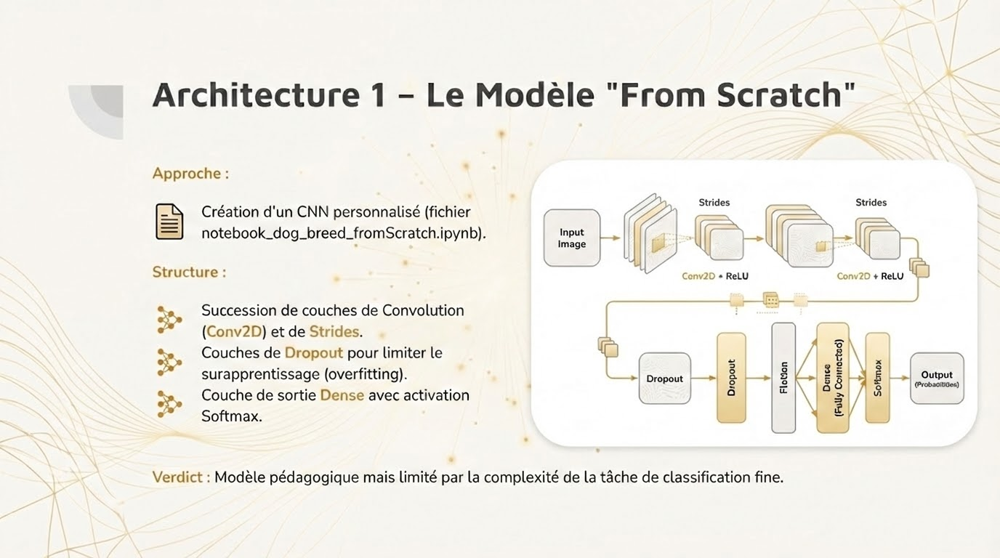 Architecture 1 – Le Modèle "From Scratch"
Approche :
Création d'un CNN personnalisé (fichier
notebook_dog_breed_fromScratch.ipynb).
Structure :
Succession de couches de Convolution
(Conv2D) et de Strides.
Couches de Dropout pour limiter le
surapprentissage (overfitting).
Couche de sortie Dense avec activation
Softmax.
Input
image
Strides
Conv2D + ReLU
Strides
Conv2D + ReLU
Dropout
Dropout
Dense
(Fully Connected)
Softmax
Output
(Probabilities)
Verdict : Modèle pédagogique mais limité par la complexité de la tâche de classification fine.